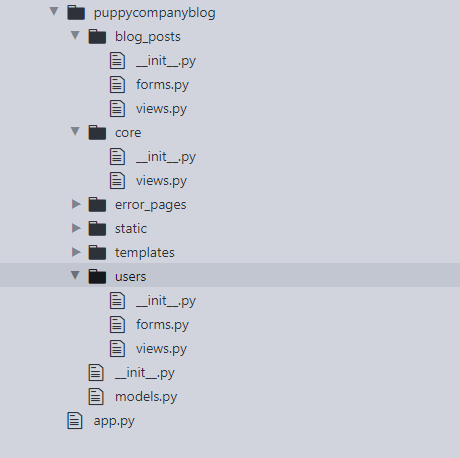 puppycompanyblog
blog_posts
__init__.py
forms.py
views.py
core
__init__.py
views.py
error_pages
static
templates
users
__init__.py
forms.py
views.py
__init__.py
models.py
app.py